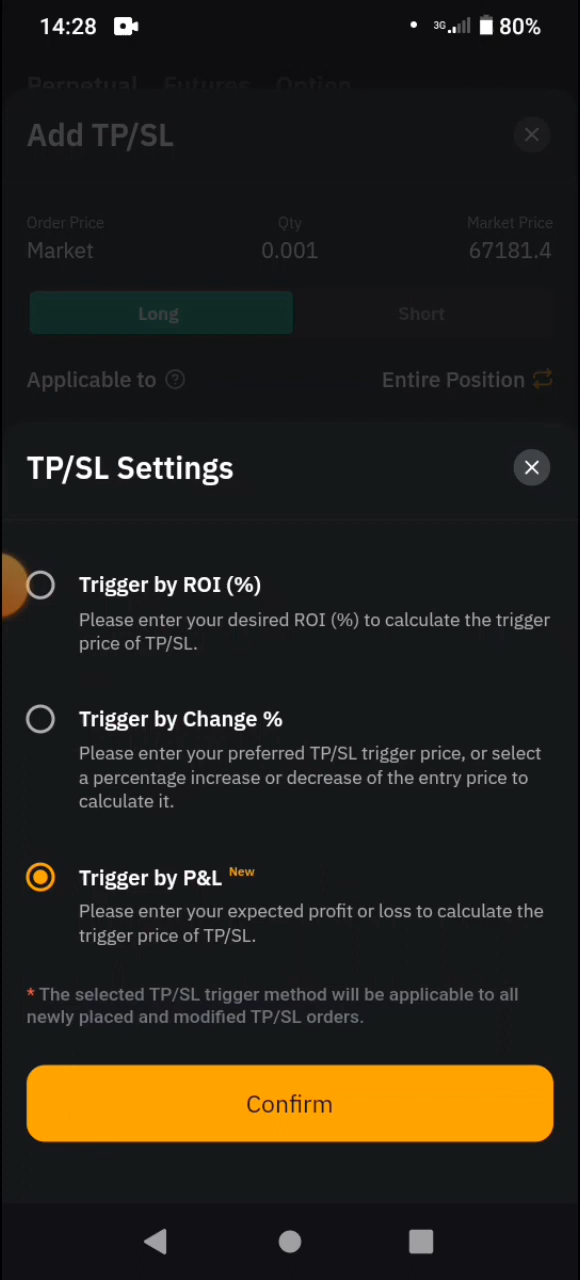 14:28
3G
80%
Perpetual Futures Option
Add TP/SL
Order Price Qty Market Price
Market 0.001 67181.4
Long Short
Applicable to Entire Position
TP/SL Settings
Trigger by ROI (%)
Please enter your desired ROI (%) to calculate the trigger
price of TP/SL.
Trigger by Change %
Please enter your preferred TP/SL trigger price, or select
a percentage increase or decrease of the entry price to
calculate it.
Trigger by P&L New
Please enter your expected profit or loss to calculate the
trigger price of TP/SL.
* The selected TP/SL trigger method will be applicable to all
newly placed and modified TP/SL orders.
Confirm